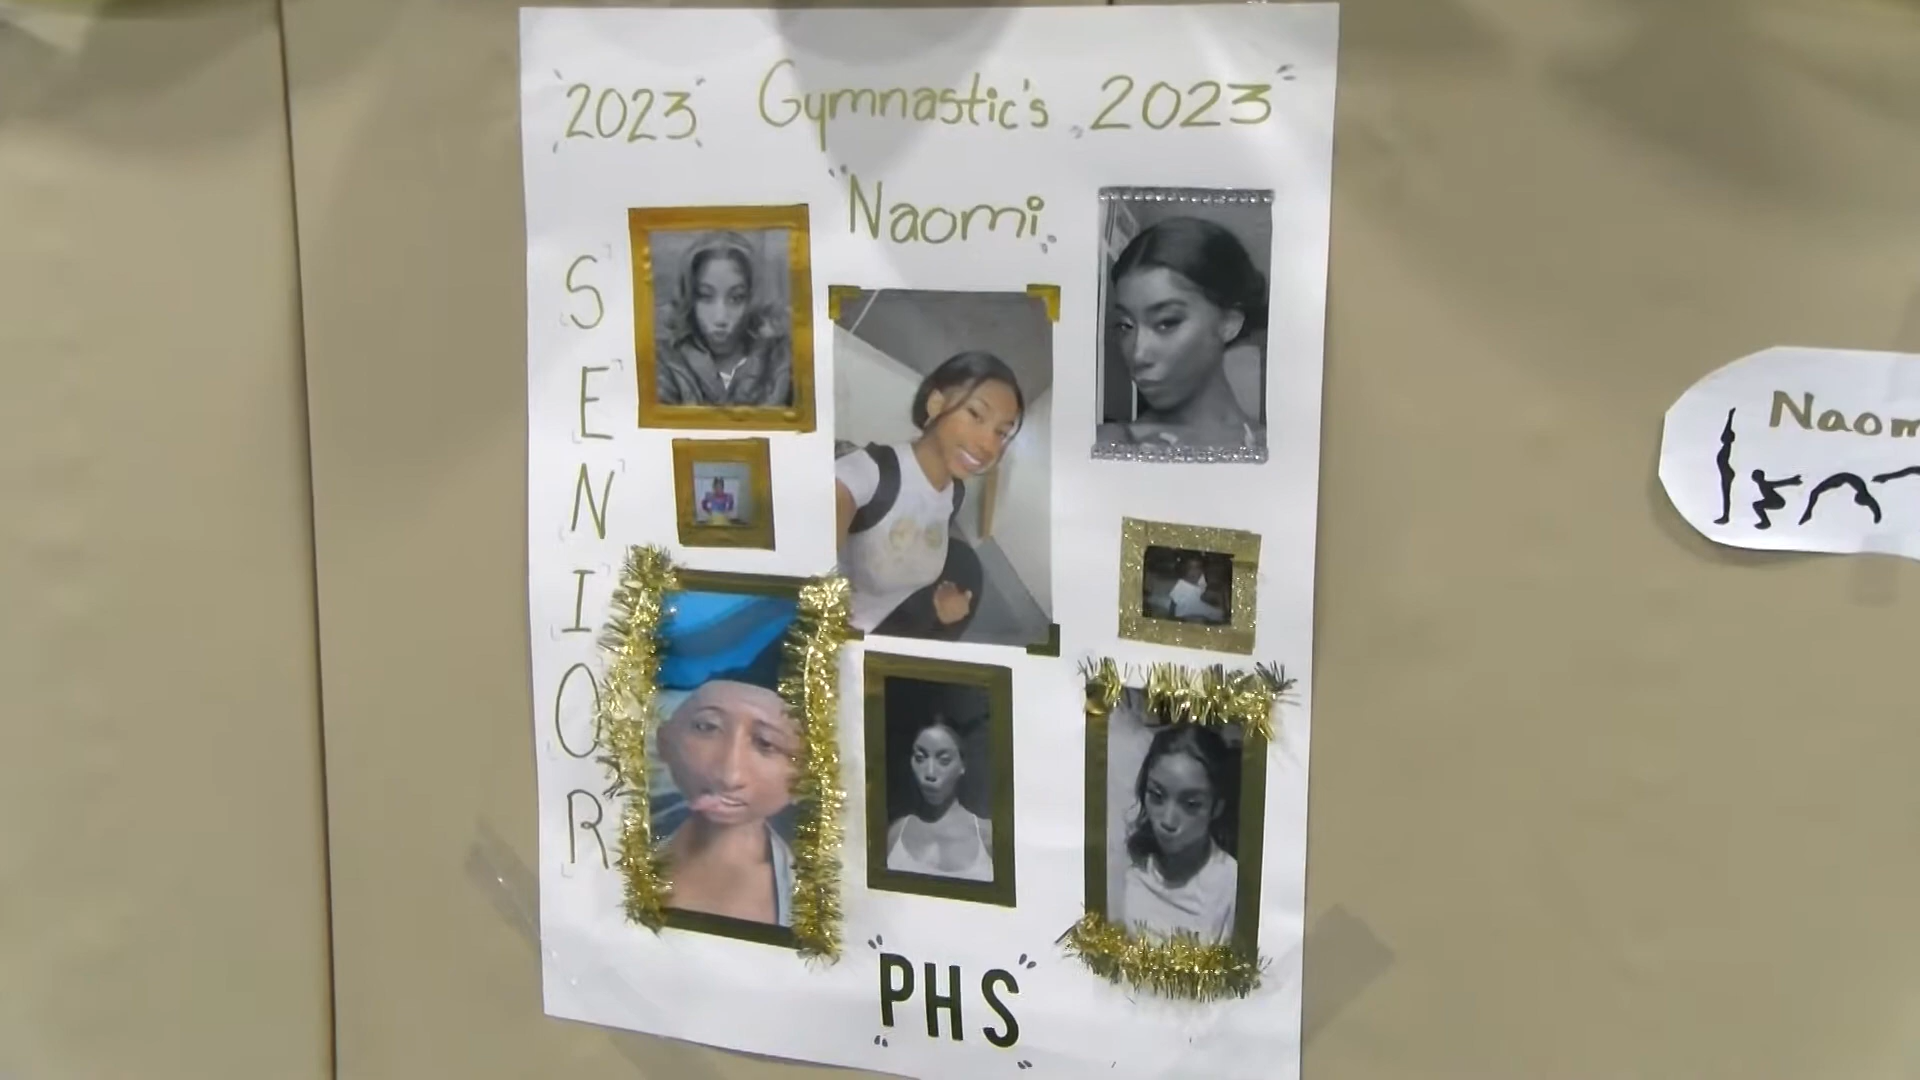 "2023" Gymnastic's "2023"
"Naomi"
SENIOR
"PHS"
Naom